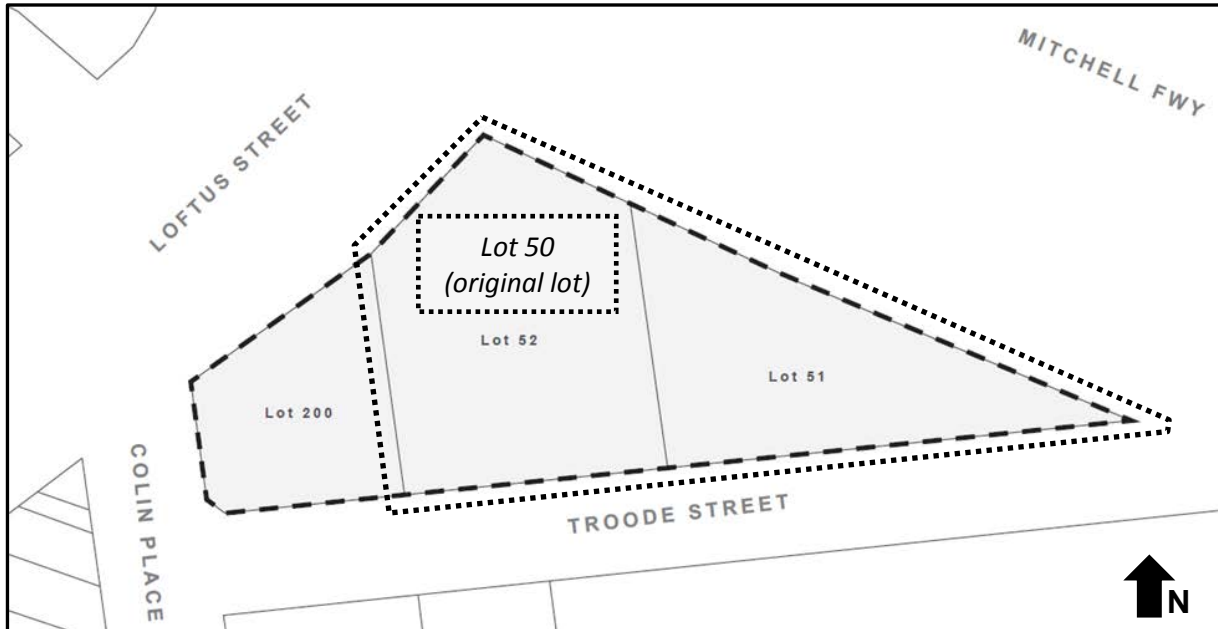 MITCHELL FWY
LOFTUS STREET
Lot 50
(original lot)
Lot 52
Lot 51
Lot 200
COLIN PLACE
TROODE STREET
N